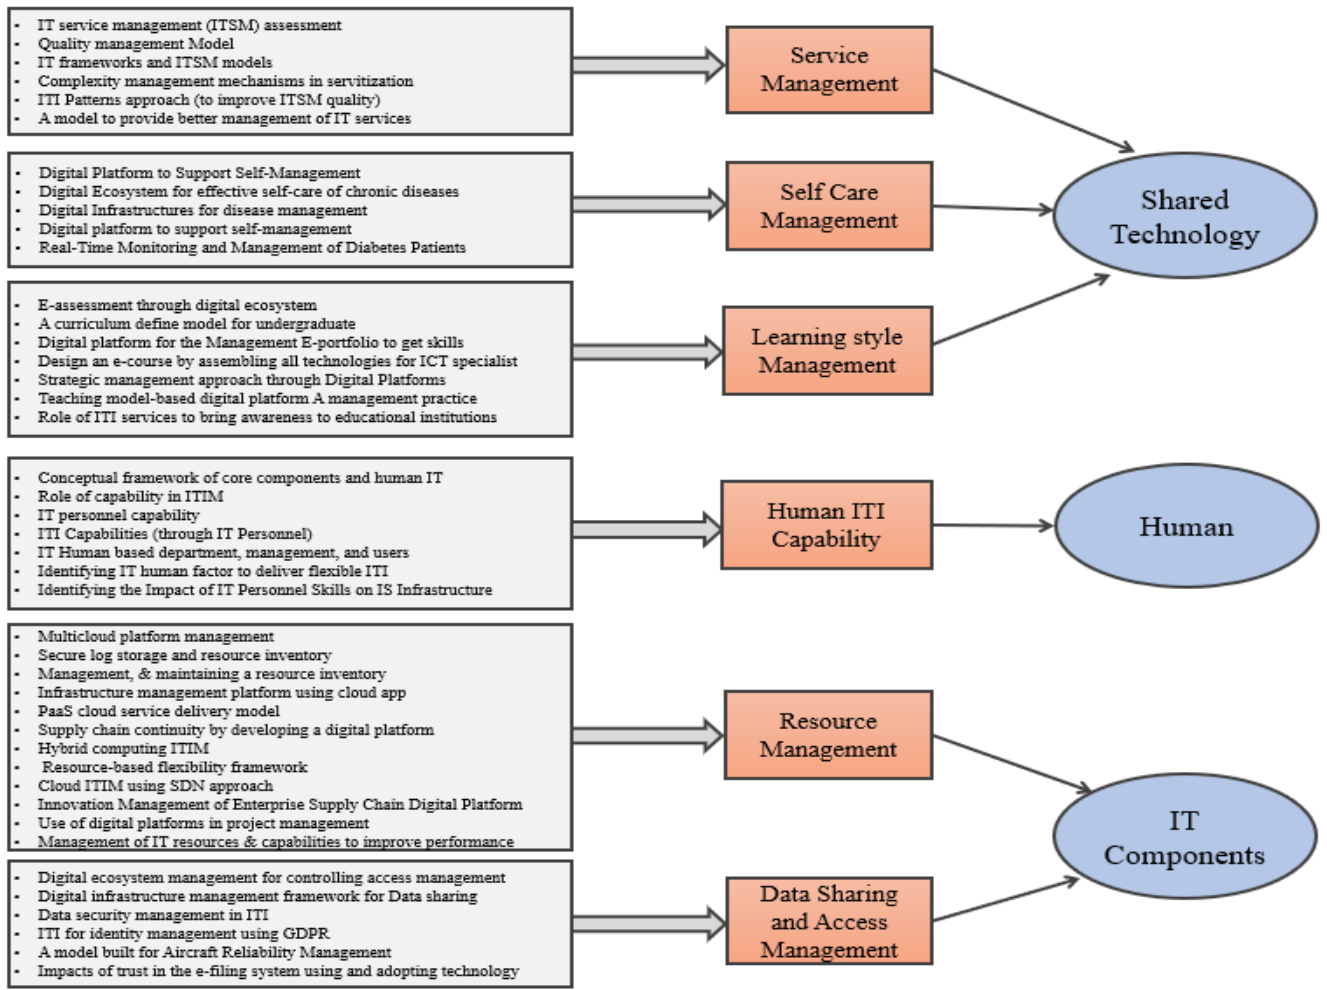 • IT service management (ITSM) assessment
• Quality management Model
• IT frameworks and ITSM models
• Complexity management mechanisms in servitization
• ITI Patterns approach (to improve ITSM quality)
• A model to provide better management of IT services
Service
Management
• Digital Platform to Support Self-Management
• Digital Ecosystem for effective self-care of chronic diseases
• Digital Infrastructures for disease management
• Digital platform to support self-management
• Real-Time Monitoring and Management of Diabetes Patients
Self Care
Management
Shared
Technology
• E-assessment through digital ecosystem
• A curriculum define model for undergraduate
• Digital platform for the Management E-portfolio to get skills
• Design an e-course by assembling all technologies for ICT specialist
• Strategic management approach through Digital Platforms
• Teaching model-based digital platform A management practice
• Role of ITI services to bring awareness to educational institutions
Learning style
Management
• Conceptual framework of core components and human IT
• Role of capability in ITIM
• IT personnel capability
• ITI Capabilities (through IT Personnel)
• IT Human based department, management, and users
• Identifying IT human factor to deliver flexible ITI
• Identifying the Impact of IT Personnel Skills on IS Infrastructure
Human ITI
Capability
Human
• Multicloud platform management
• Secure log storage and resource inventory
• Management, & maintaining a resource inventory
• Infrastructure management platform using cloud app
• PaaS cloud service delivery model
• Supply chain continuity by developing a digital platform
• Hybrid computing ITIM
• Resource-based flexibility framework
• Cloud ITIM using SDN approach
• Innovation Management of Enterprise Supply Chain Digital Platform
• Use of digital platforms in project management
• Management of IT resources & capabilities to improve performance
Resource
Management
IT
Components
• Digital ecosystem management for controlling access management
• Digital infrastructure management framework for Data sharing
• Data security management in ITI
• ITI for identity management using GDPR
• A model built for Aircraft Reliability Management
• Impacts of trust in the e-filing system using and adopting technology
Data Sharing
and Access
Management